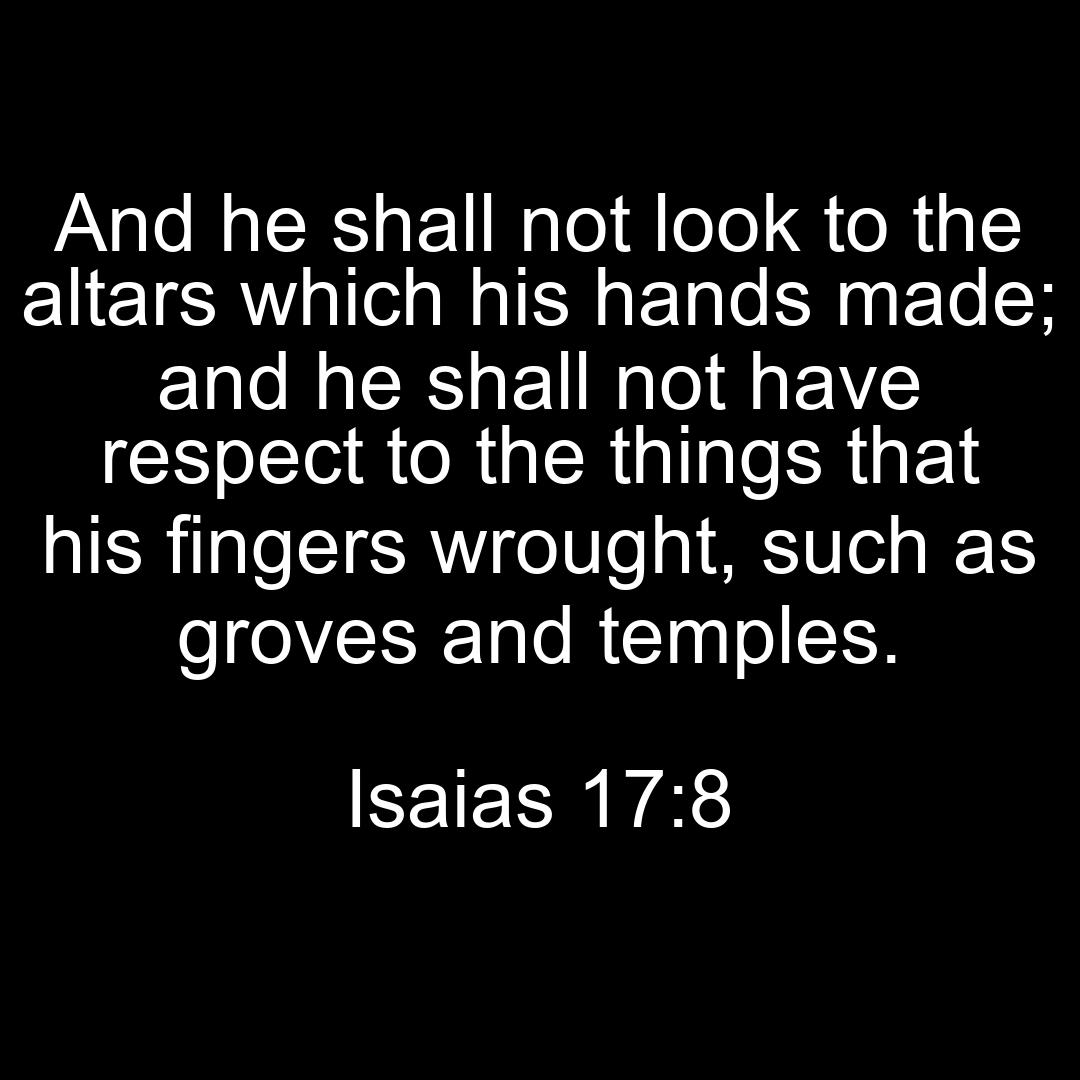 And he shall not look to the
altars which his hands made;
and he shall not have
respect to the things that
his fingers wrought, such as
groves and temples.
Isaias 17:8